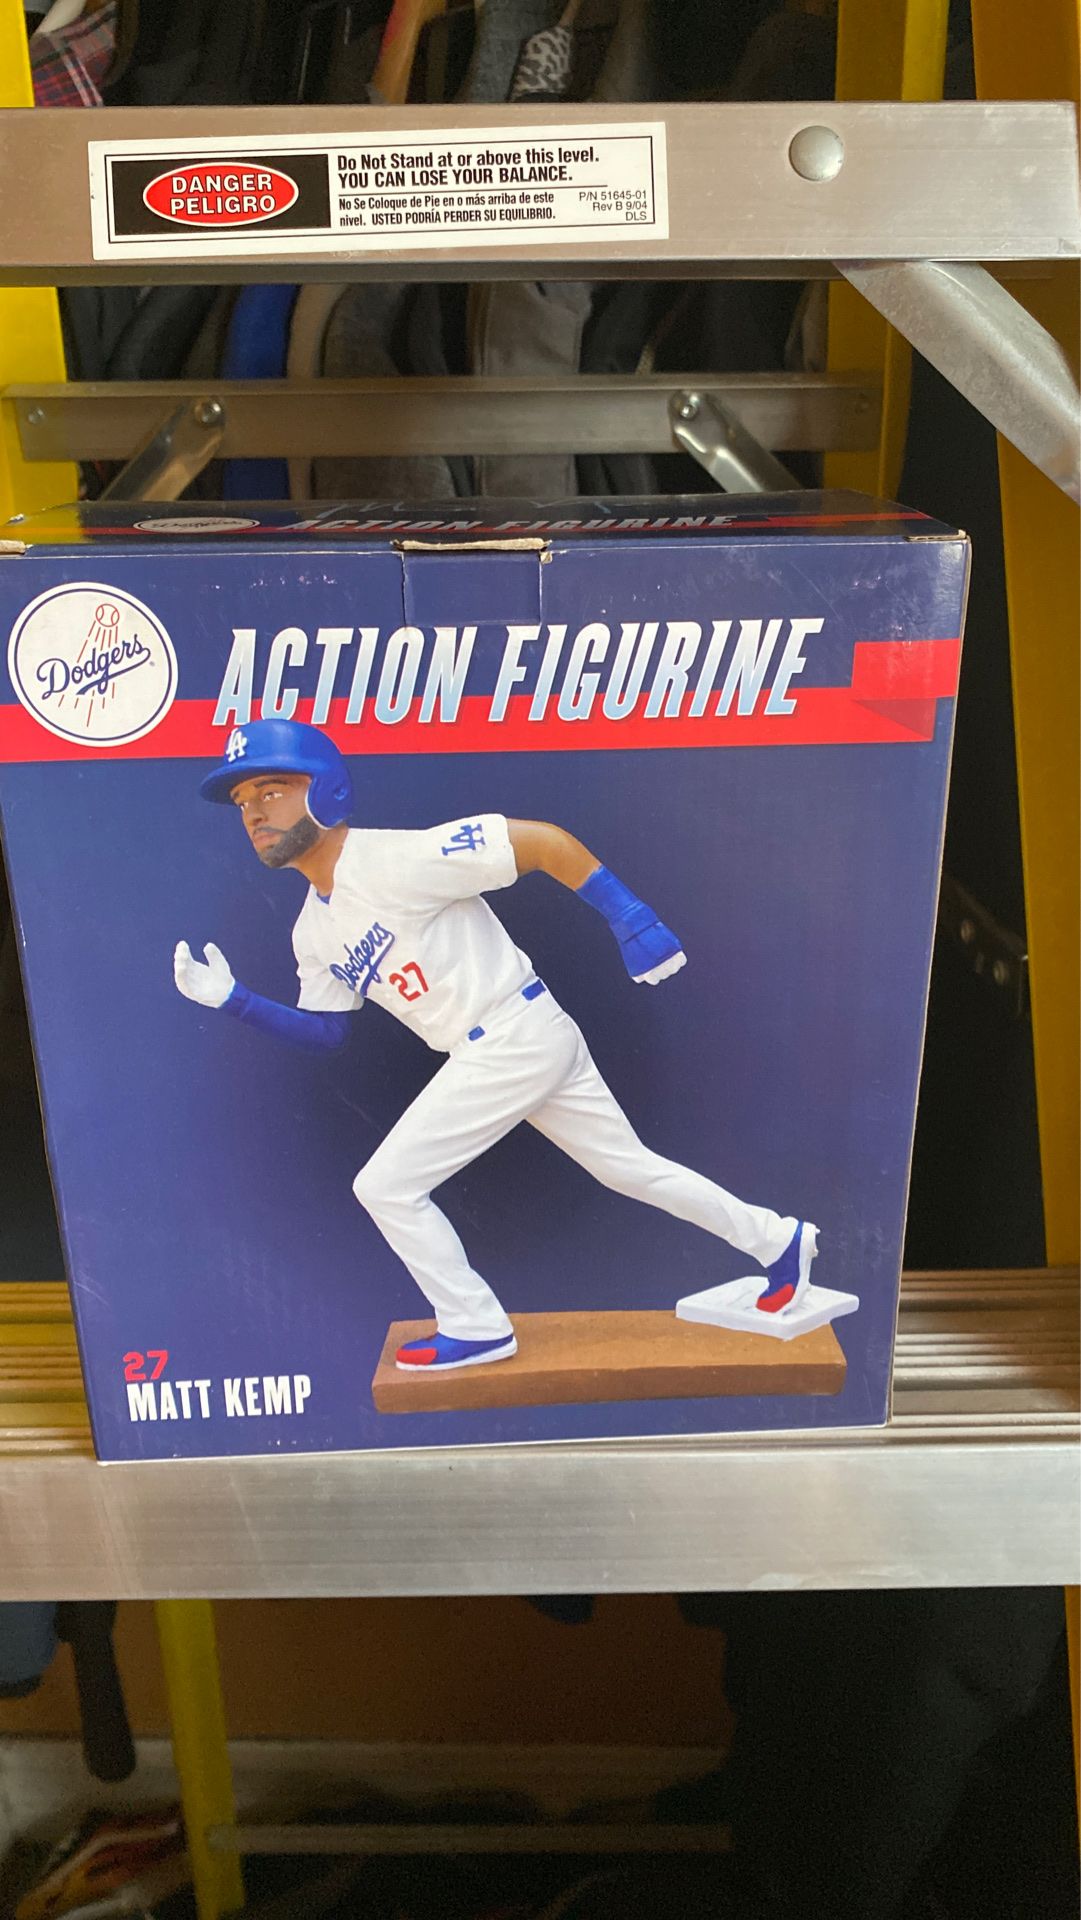 DANGER
PELIGRO
Do Not Stand at or above this level.
YOU CAN LOSE YOUR BALANCE.
No Se Coloque de Pie en o más arriba de este
nivel. USTED PODRÍA PERDER SU EQUILIBRIO.
P/N 51645-01
Rev B 9/04
DLS
Dodgers ACTION FIGURINE
Dodgers
ACTION FIGURINE
LA
LA
Dodgers
27
27
MATT KEMP